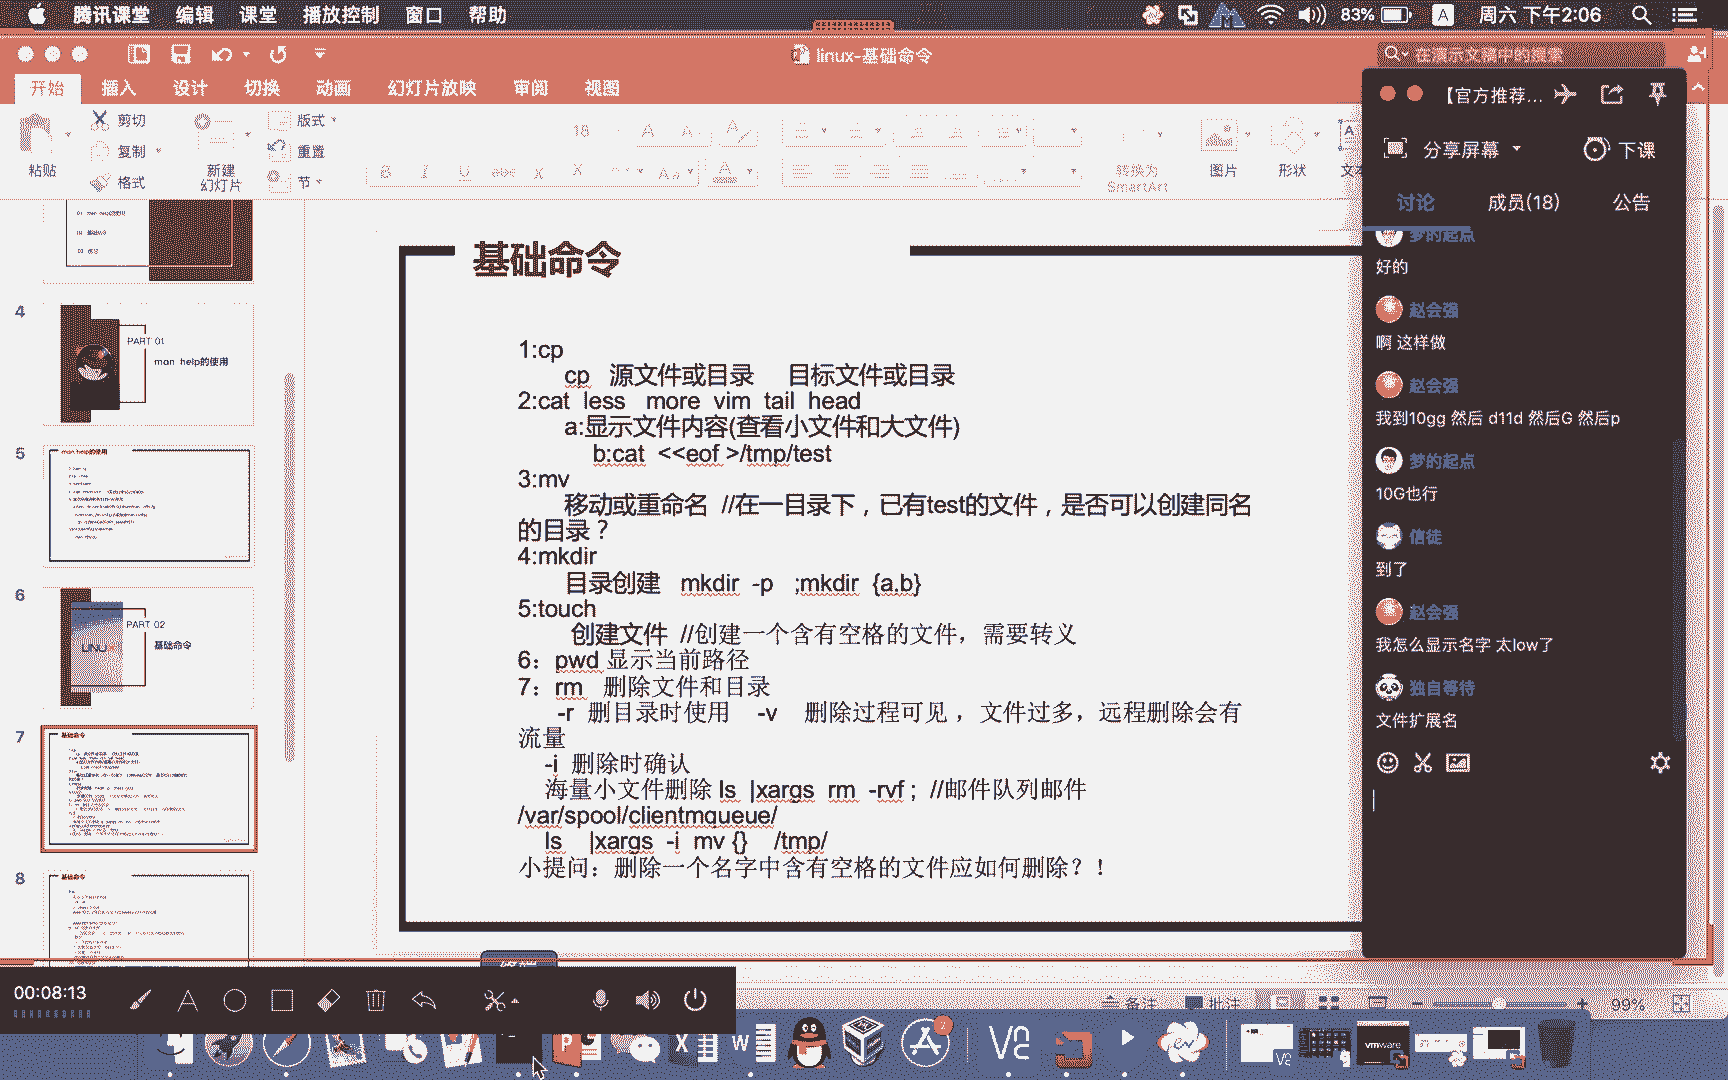 腾讯课堂 编辑 课堂 播放控制 窗口 帮助
83% A 周六 下午2:06
linux-基础命令
在演示文稿中的搜索
开始 插入 设计 切换 动画 幻灯片放映 审阅 视图
粘贴
剪切
复制
格式
新建
幻灯片
版式
重置
节
18
B I U abc X X Aa A
转换为
SmartArt
图片
形状
4
PART 01
man help的使用
5
man help的使用
6
PART 02
基础命令
7
基础命令
8
基础命令
基础命令
1:cp
cp 源文件或目录 目标文件或目录
2:cat less more vim tail head
a:显示文件内容(查看小文件和大文件)
b:cat <<eof >/tmp/test
3:mv
移动或重命名 //在一目录下，已有test的文件，是否可以创建同名
的目录？
4:mkdir
目录创建 mkdir -p ;mkdir {a,b}
5:touch
创建文件 //创建一个含有空格的文件，需要转义
6：pwd 显示当前路径
7：rm 删除文件和目录
-r 删目录时使用 -v 删除过程可见 ，文件过多，远程删除会有
流量
-i 删除时确认
海量小文件删除 ls |xargs rm -rvf ; //邮件队列邮件
/var/spool/clientmqueue/
ls |xargs -i mv {} /tmp/
小提问：删除一个名字中含有空格的文件应如何删除？！
【官方推荐...
分享屏幕 下课
讨论 成员(18) 公告
梦的起点
好的
赵会强
啊 这样做
赵会强
我到10gg 然后 d11d 然后G 然后p
梦的起点
10G也行
信徒
到了
赵会强
我怎么显示名字 太low了
独自等待
文件扩展名
00:08:13
备注 批注 99%
vmware